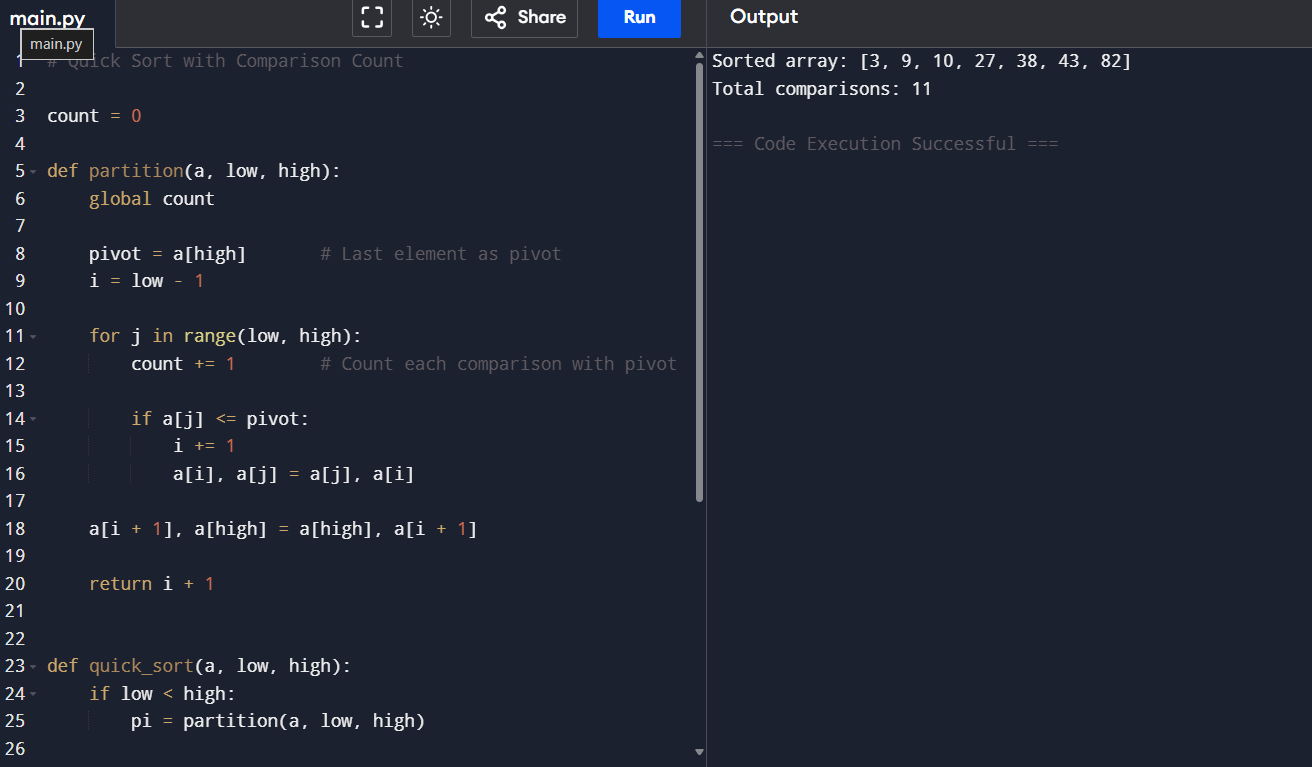 main.py
Share
Run
Output
main.py
1 # Quick Sort with Comparison Count
2
3 count = 0
4
5 def partition(a, low, high):
6     global count
7
8     pivot = a[high]       # Last element as pivot
9     i = low - 1
10
11     for j in range(low, high):
12         count += 1        # Count each comparison with pivot
13
14         if a[j] <= pivot:
15             i += 1
16             a[i], a[j] = a[j], a[i]
17
18     a[i + 1], a[high] = a[high], a[i + 1]
19
20     return i + 1
21
22
23 def quick_sort(a, low, high):
24     if low < high:
25         pi = partition(a, low, high)
26
Sorted array: [3, 9, 10, 27, 38, 43, 82]
Total comparisons: 11
=== Code Execution Successful ===